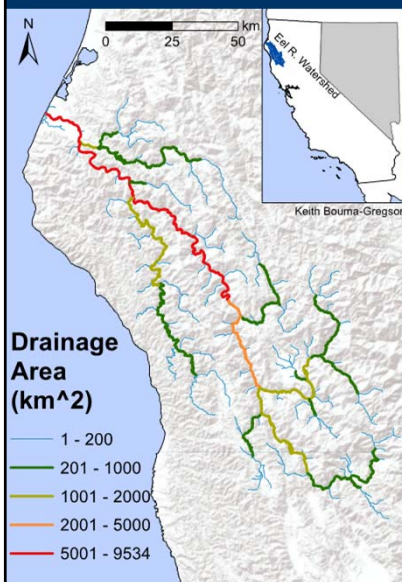 N
km
0 25 50
Eel R. Watershed
Keith Bouma-Gregson
Drainage
Area
(km^2)
1 - 200
201 - 1000
1001 - 2000
2001 - 5000
5001 - 9534